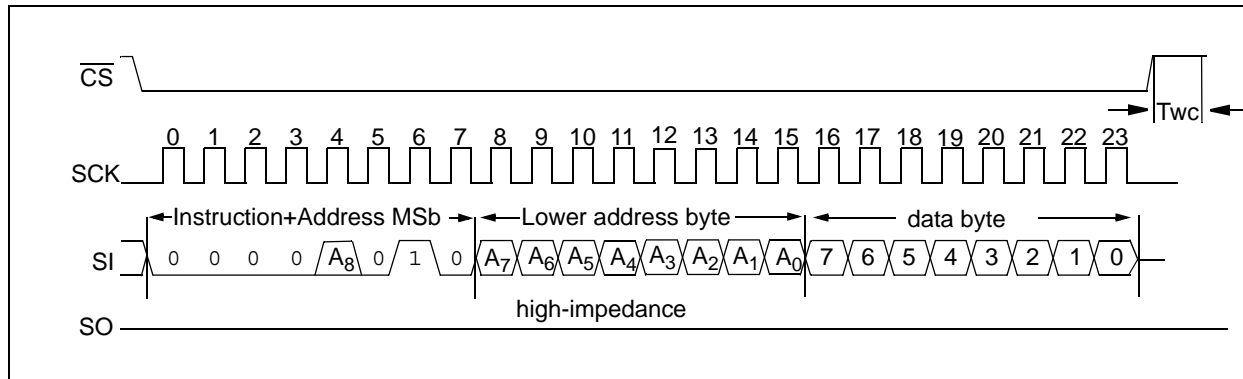 CS
Twc
0 1 2 3 4 5 6 7 8 9 10 11 12 13 14 15 16 17 18 19 20 21 22 23
SCK
Instruction+Address MSb Lower address byte data byte
SI 0 0 0 0 A8 0 1 0 A7 A6 A5 A4 A3 A2 A1 A0 7 6 5 4 3 2 1 0
high-impedance
SO